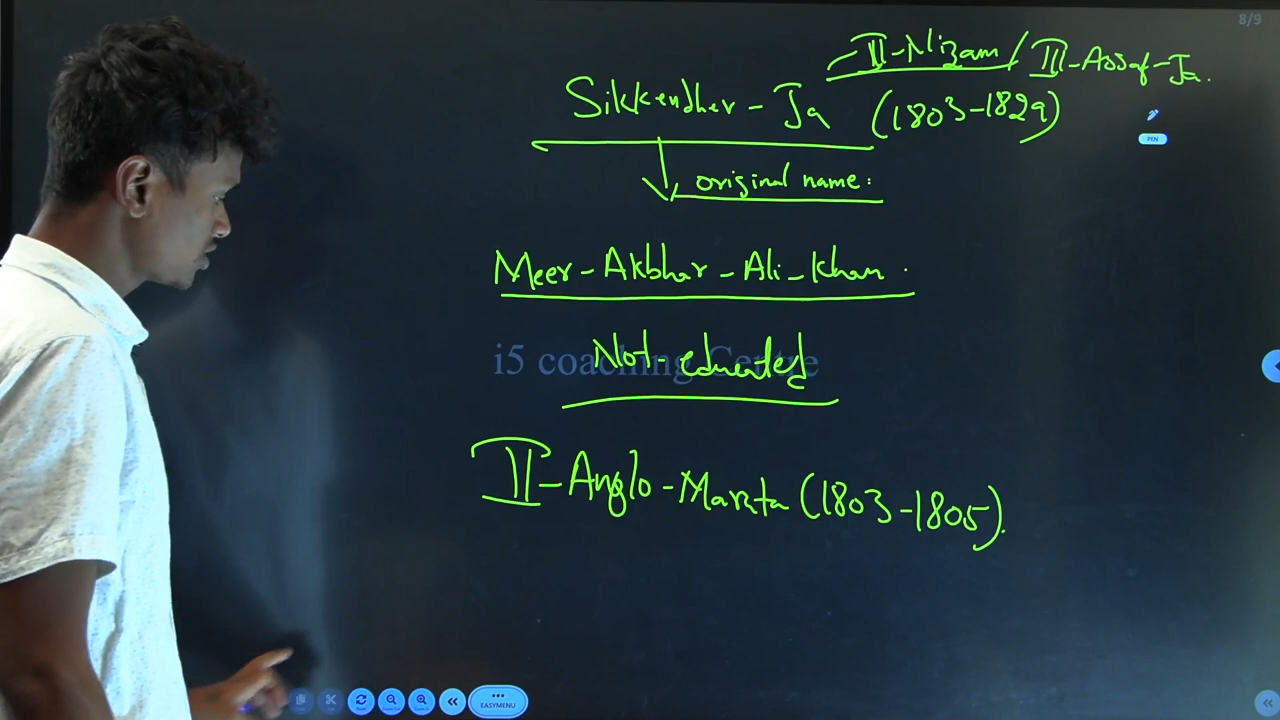 8/9
II-Nizam / III-Assaf-Ja.
Sikkendher-Ja (1803-1829)
PEN
original name:
Meer-Akbhar-Ali-Khan.
i5 coaching Centre
Not-educated
II-Anglo-Marata (1803-1805).
EASYMENU